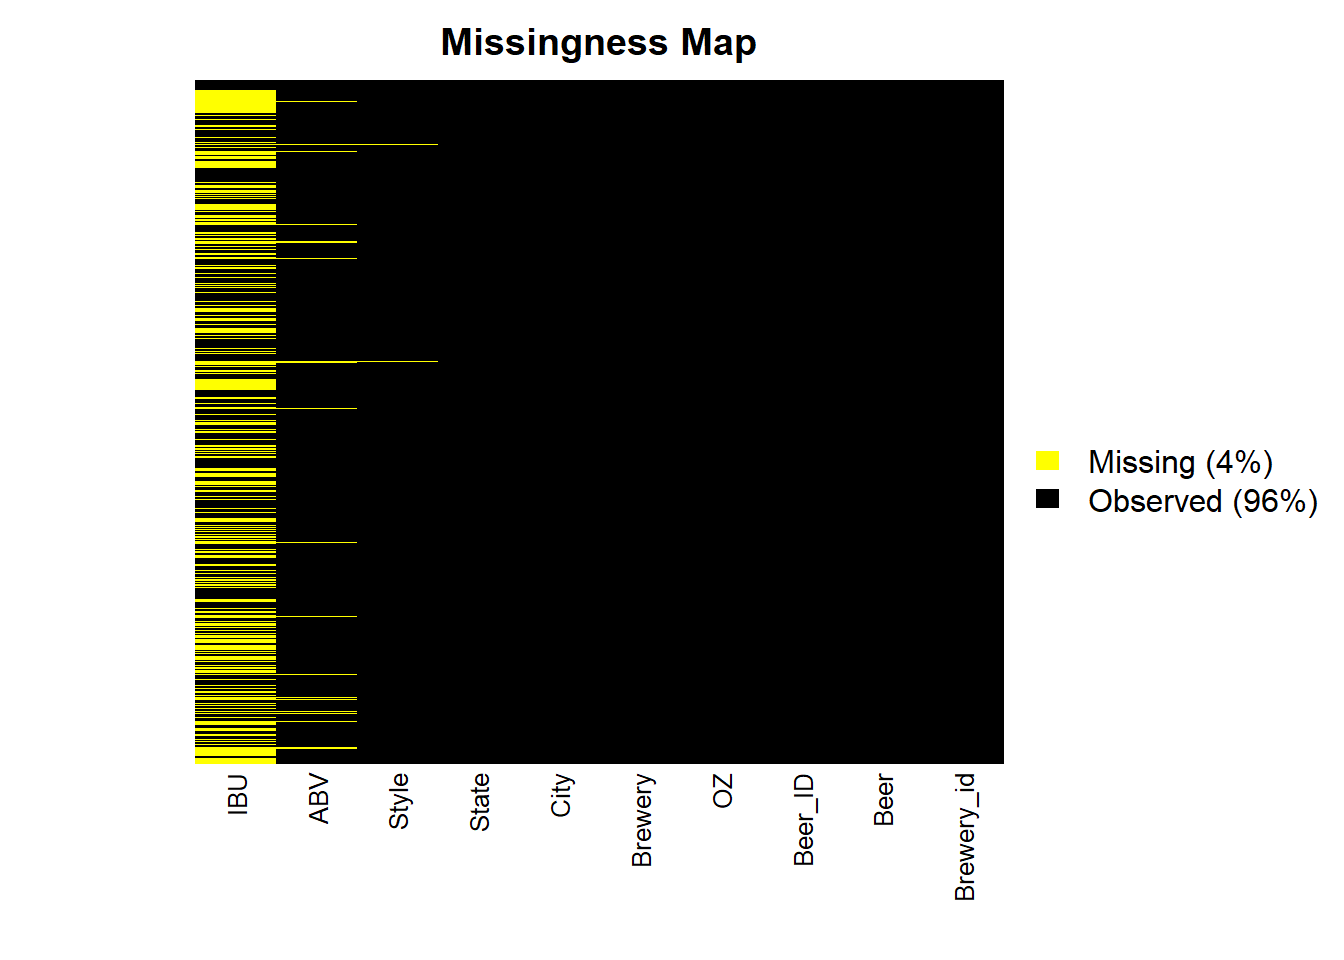 Missingness Map
Missing (4%)
Observed (96%)
IBU
ABV
Style
State
City
Brewery
OZ
Beer_ID
Beer
Brewery_id